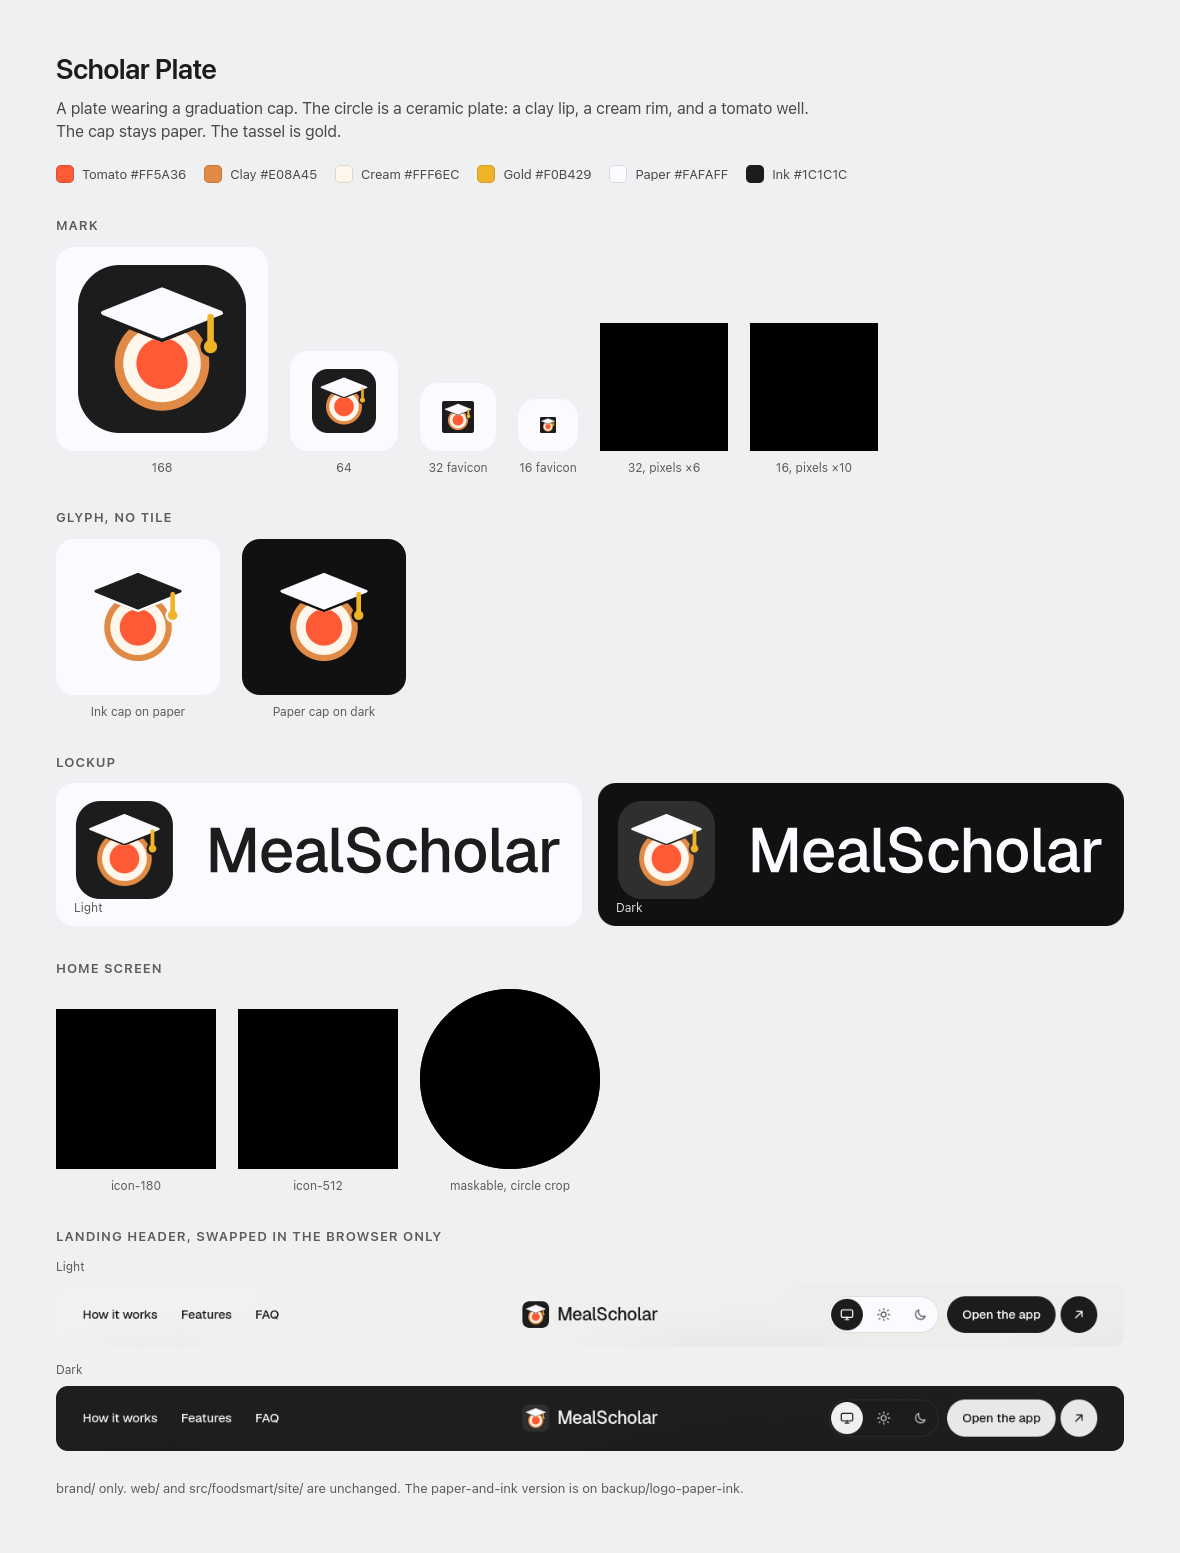 Scholar Plate
A plate wearing a graduation cap. The circle is a ceramic plate: a clay lip, a cream rim, and a tomato well.
The cap stays paper. The tassel is gold.
Tomato #FF5A36 Clay #E08A45 Cream #FFF6EC Gold #F0B429 Paper #FAFAFF Ink #1C1C1C
MARK
168 64 32 favicon 16 favicon 32, pixels ×6 16, pixels ×10
GLYPH, NO TILE
Ink cap on paper Paper cap on dark
LOCKUP
MealScholar MealScholar
Light Dark
HOME SCREEN
icon-180 icon-512 maskable, circle crop
LANDING HEADER, SWAPPED IN THE BROWSER ONLY
Light
How it works Features FAQ MealScholar Open the app
Dark
How it works Features FAQ MealScholar Open the app
brand/ only. web/ and src/foodsmart/site/ are unchanged. The paper-and-ink version is on backup/logo-paper-ink.